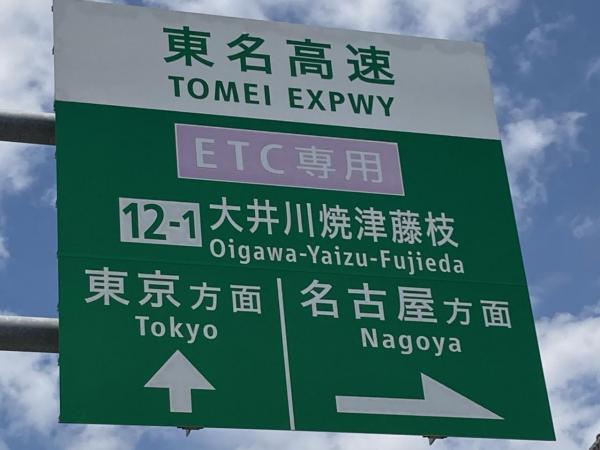 東名高速
TOMEI EXPWY
ETC専用
12-1 大井川焼津藤枝
Oigawa-Yaizu-Fujieda
東京方面
Tokyo
名古屋方面
Nagoya